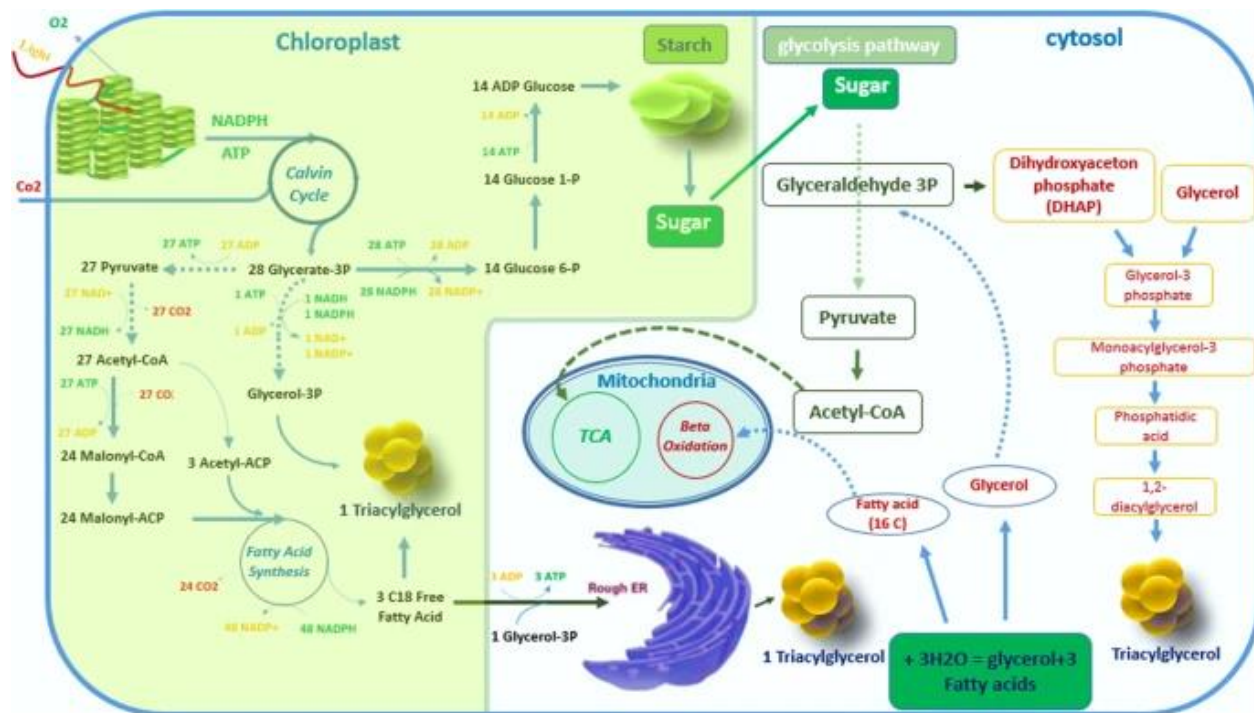 O2
Chloroplast
Light
NADPH
ATP
Co2
Calvin
Cycle
14 ADP Glucose
14 ADP
14 ATP
14 Glucose 1-P
14 Glucose 6-P
Starch
Sugar
27 ATP
27 ADP
27 Pyruvate
28 Glycerate-3P
28 ATP
28 ADP
28 NADPH
28 NADP+
27 NAD+
27 CO2
27 NADH
1 ATP
1 NADH
1 NADPH
1 ADP
1 NAD+
1 NADP+
27 Acetyl-CoA
27 ATP
27 ADP
Glycerol-3P
24 Malonyl-CoA
3 Acetyl-ACP
24 Malonyl-ACP
1 Triacylglycerol
Fatty Acid
Synthesis
24 CO2
48 NADP+
48 NADPH
3 C18 Free
Fatty Acid
glycolysis pathway
cytosol
Sugar
Glyceraldehyde 3P
Dihydroxyaceton
phosphate
(DHAP)
Glycerol
Glycerol-3
phosphate
Pyruvate
Monoacylglycerol-3
phosphate
Mitochondria
Acetyl-CoA
TCA
Beta
Oxidation
Phosphatidic
acid
Glycerol
1,2-
diacylglycerol
Fatty acid
(16 C)
3 ADP
3 ATP
Rough ER
1 Glycerol-3P
1 Triacylglycerol
+ 3H2O = glycerol+3
Fatty acids
Triacylglycerol